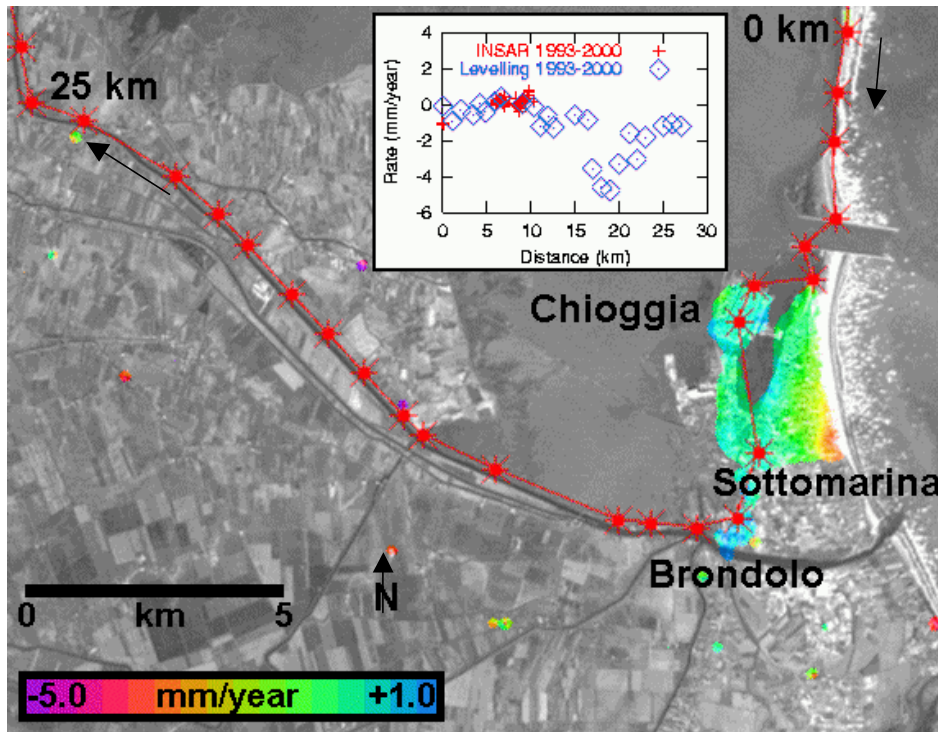 0 km
25 km
INSAR 1993-2000
Levelling 1993-2000
Rate (mm/year)
4
2
0
-2
-4
-6
0 5 10 15 20 25 30
Distance (km)
Chioggia
Sottomarina
Brondolo
N
0 5
km
-5.0 mm/year +1.0